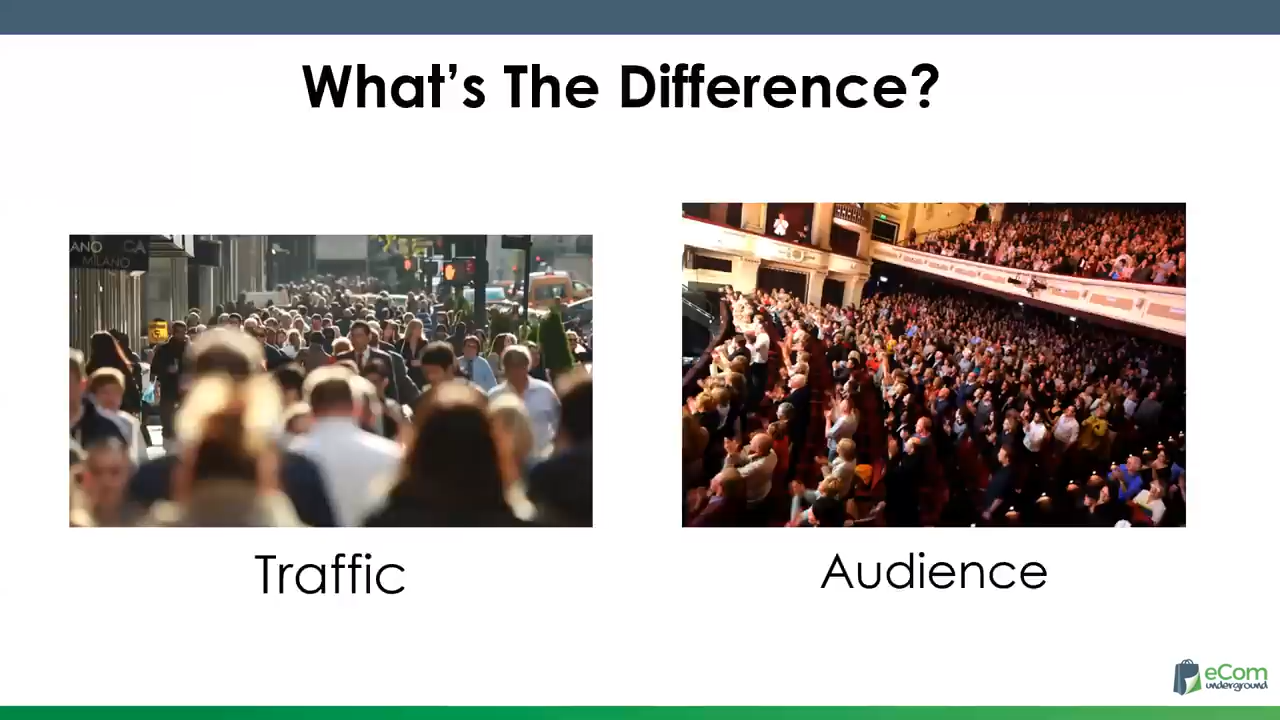 What's The Difference?
ANO CA
MILANO
Traffic
Audience
eCom
underground